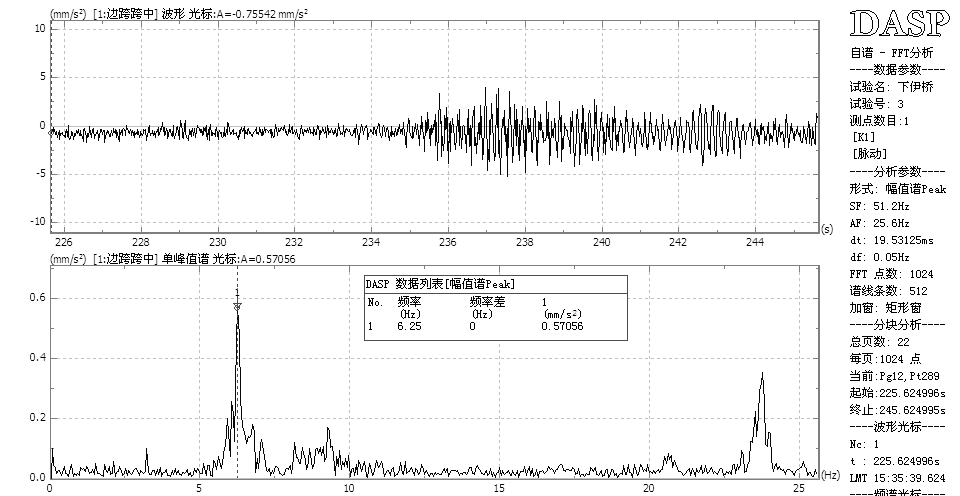 (mm/s²) [1:边跨跨中] 波形 光标:A=-0.75542 mm/s²
10
5
0
-5
-10
226 228 230 232 234 236 238 240 242 244 (s)
(mm/s²) [1:边跨跨中] 单峰值谱 光标:A=0.57056
0.6
0.4
0.2
0.0
0 5 10 15 20 25 (Hz)
1
DASP 数据列表[幅值谱Peak]
No. 频率 频率差 1
(Hz) (Hz) (mm/s²)
1 6.25 0 0.57056
DASP
自谱 - FFT分析
----数据参数----
试验名: 下伊桥
试验号: 3
测点数目:1
[K1]
[脉动]
----分析参数----
形式: 幅值谱Peak
SF: 51.2Hz
AF: 25.6Hz
dt: 19.53125ms
df: 0.05Hz
FFT 点数: 1024
谱线条数: 512
加窗: 矩形窗
----分块分析----
总页数: 22
每页:1024 点
当前:Pg12,Pt289
起始:225.624996s
终止:245.624995s
----波形光标----
No: 1
t : 225.624996s
LMT 15:35:39.624
----频谱光标----